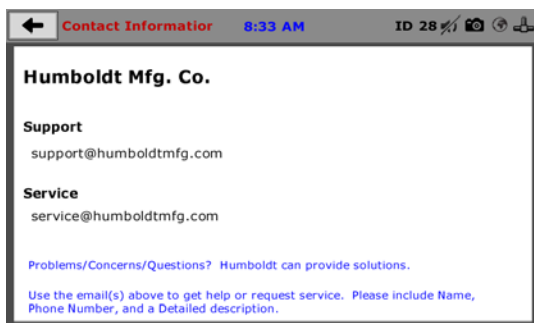 Contact Informatior 8:33 AM ID 28
Humboldt Mfg. Co.
Support
support@humboldtmfg.com
Service
service@humboldtmfg.com
Problems/Concerns/Questions? Humboldt can provide solutions.
Use the email(s) above to get help or request service. Please include Name,
Phone Number, and a Detailed description.